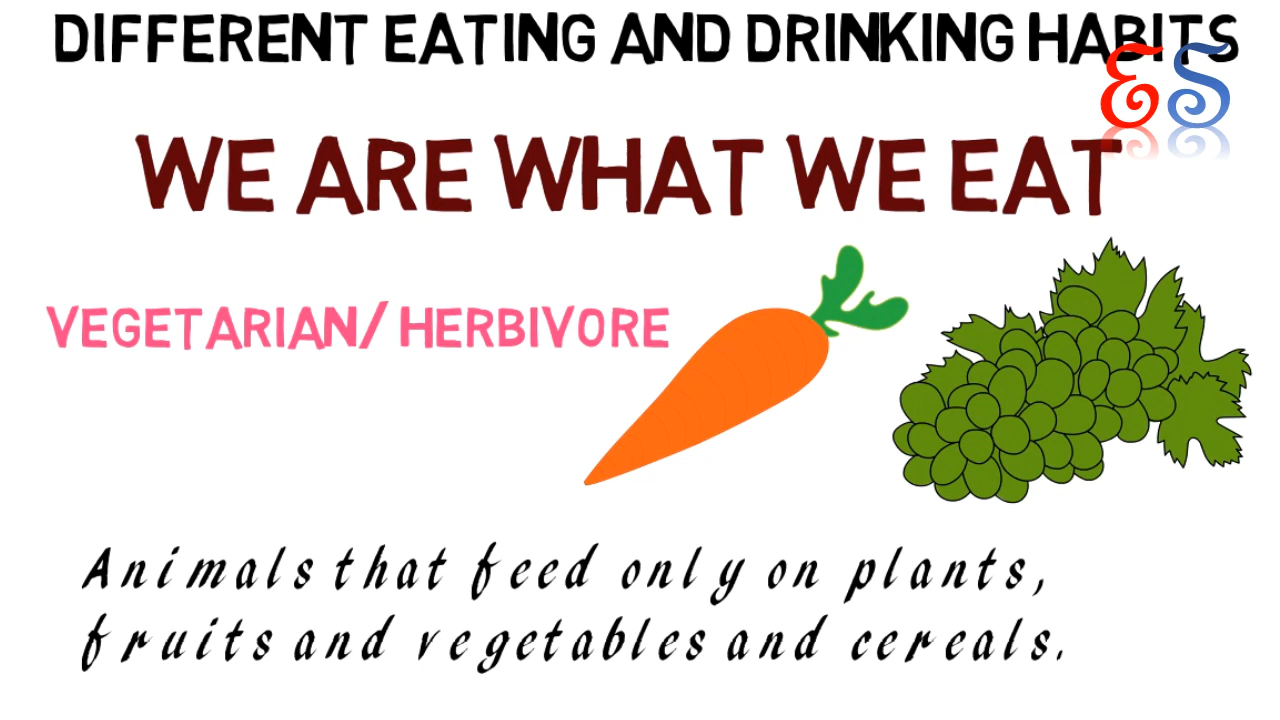 DIFFERENT EATING AND DRINKING HABITS
ES
WE ARE WHAT WE EAT
VEGETARIAN/ HERBIVORE
Animals that feed only on plants,
fruits and vegetables and cereals.